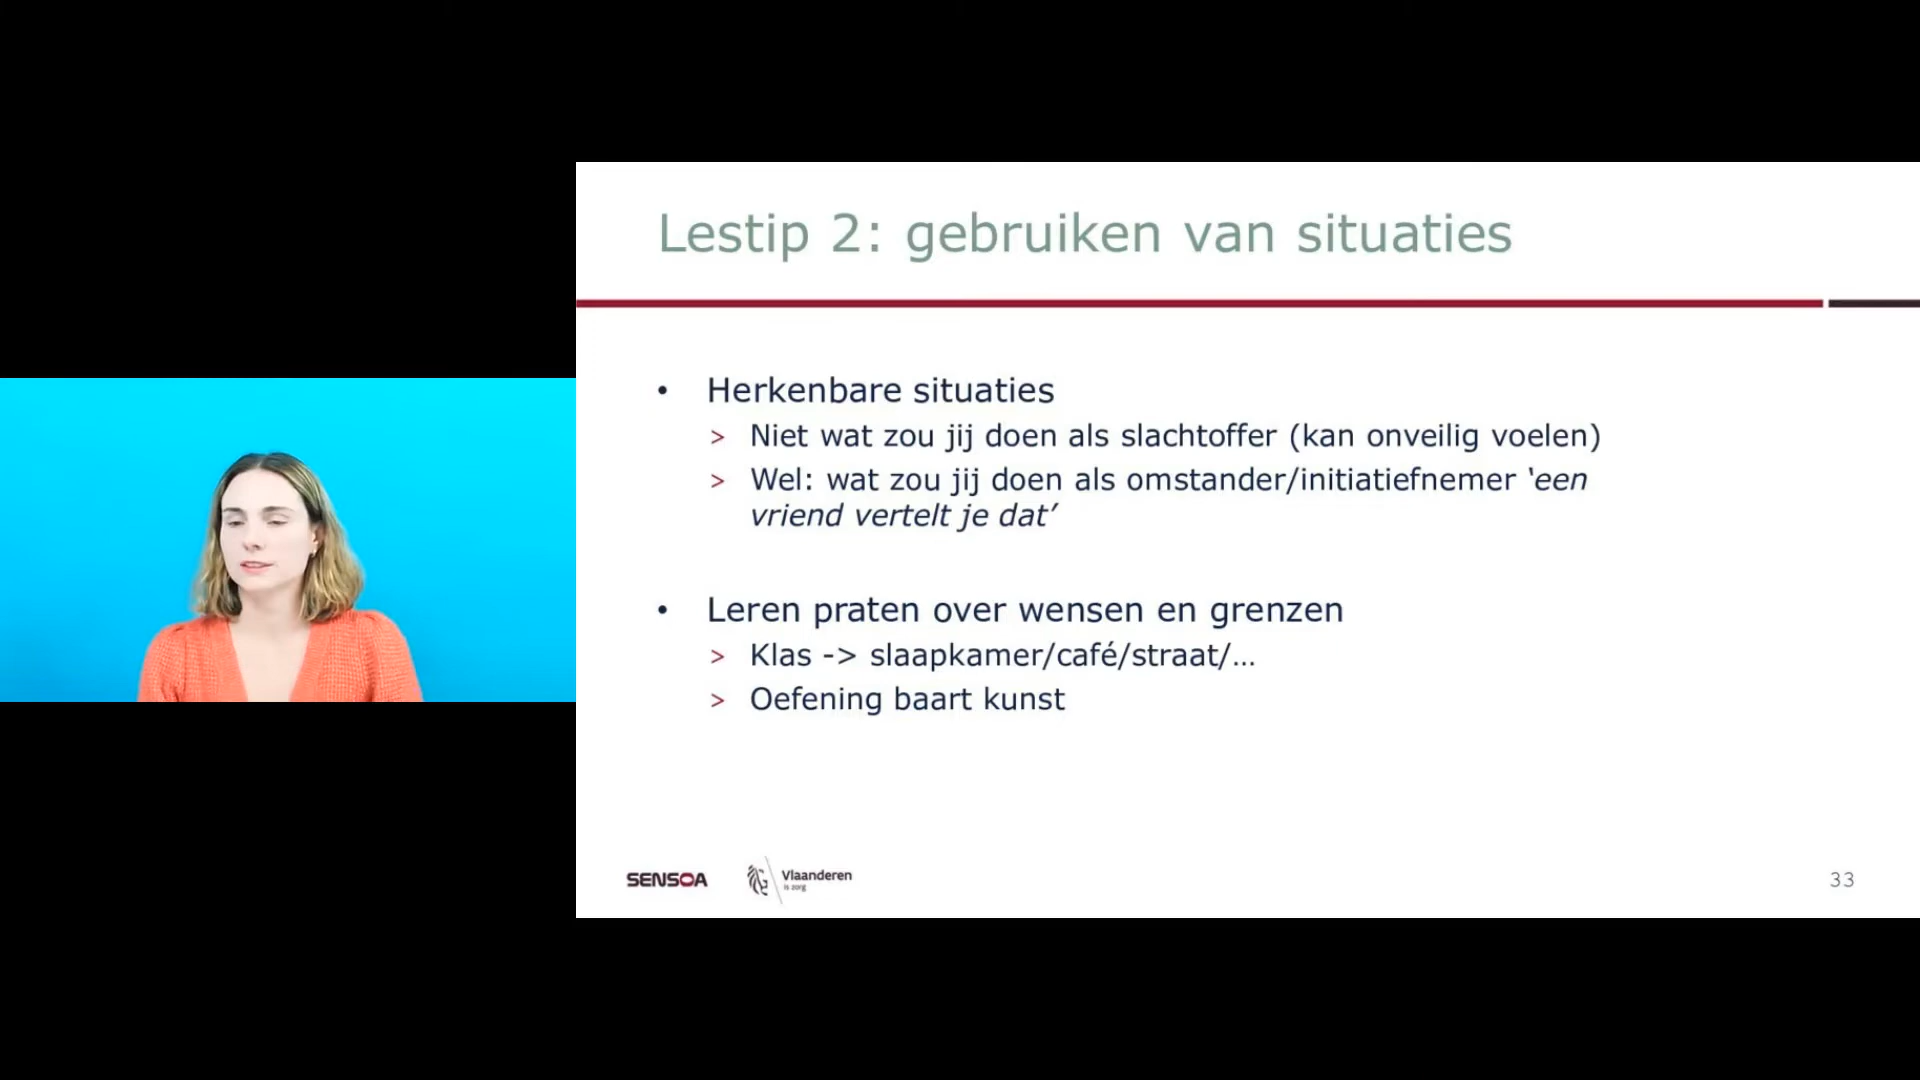 Lestip 2: gebruiken van situaties
• Herkenbare situaties
> Niet wat zou jij doen als slachtoffer (kan onveilig voelen)
> Wel: wat zou jij doen als omstander/initiatiefnemer ‘een
vriend vertelt je dat’
• Leren praten over wensen en grenzen
> Klas -> slaapkamer/café/straat/…
> Oefening baart kunst
SENSOA
Vlaanderen
is zorg
33